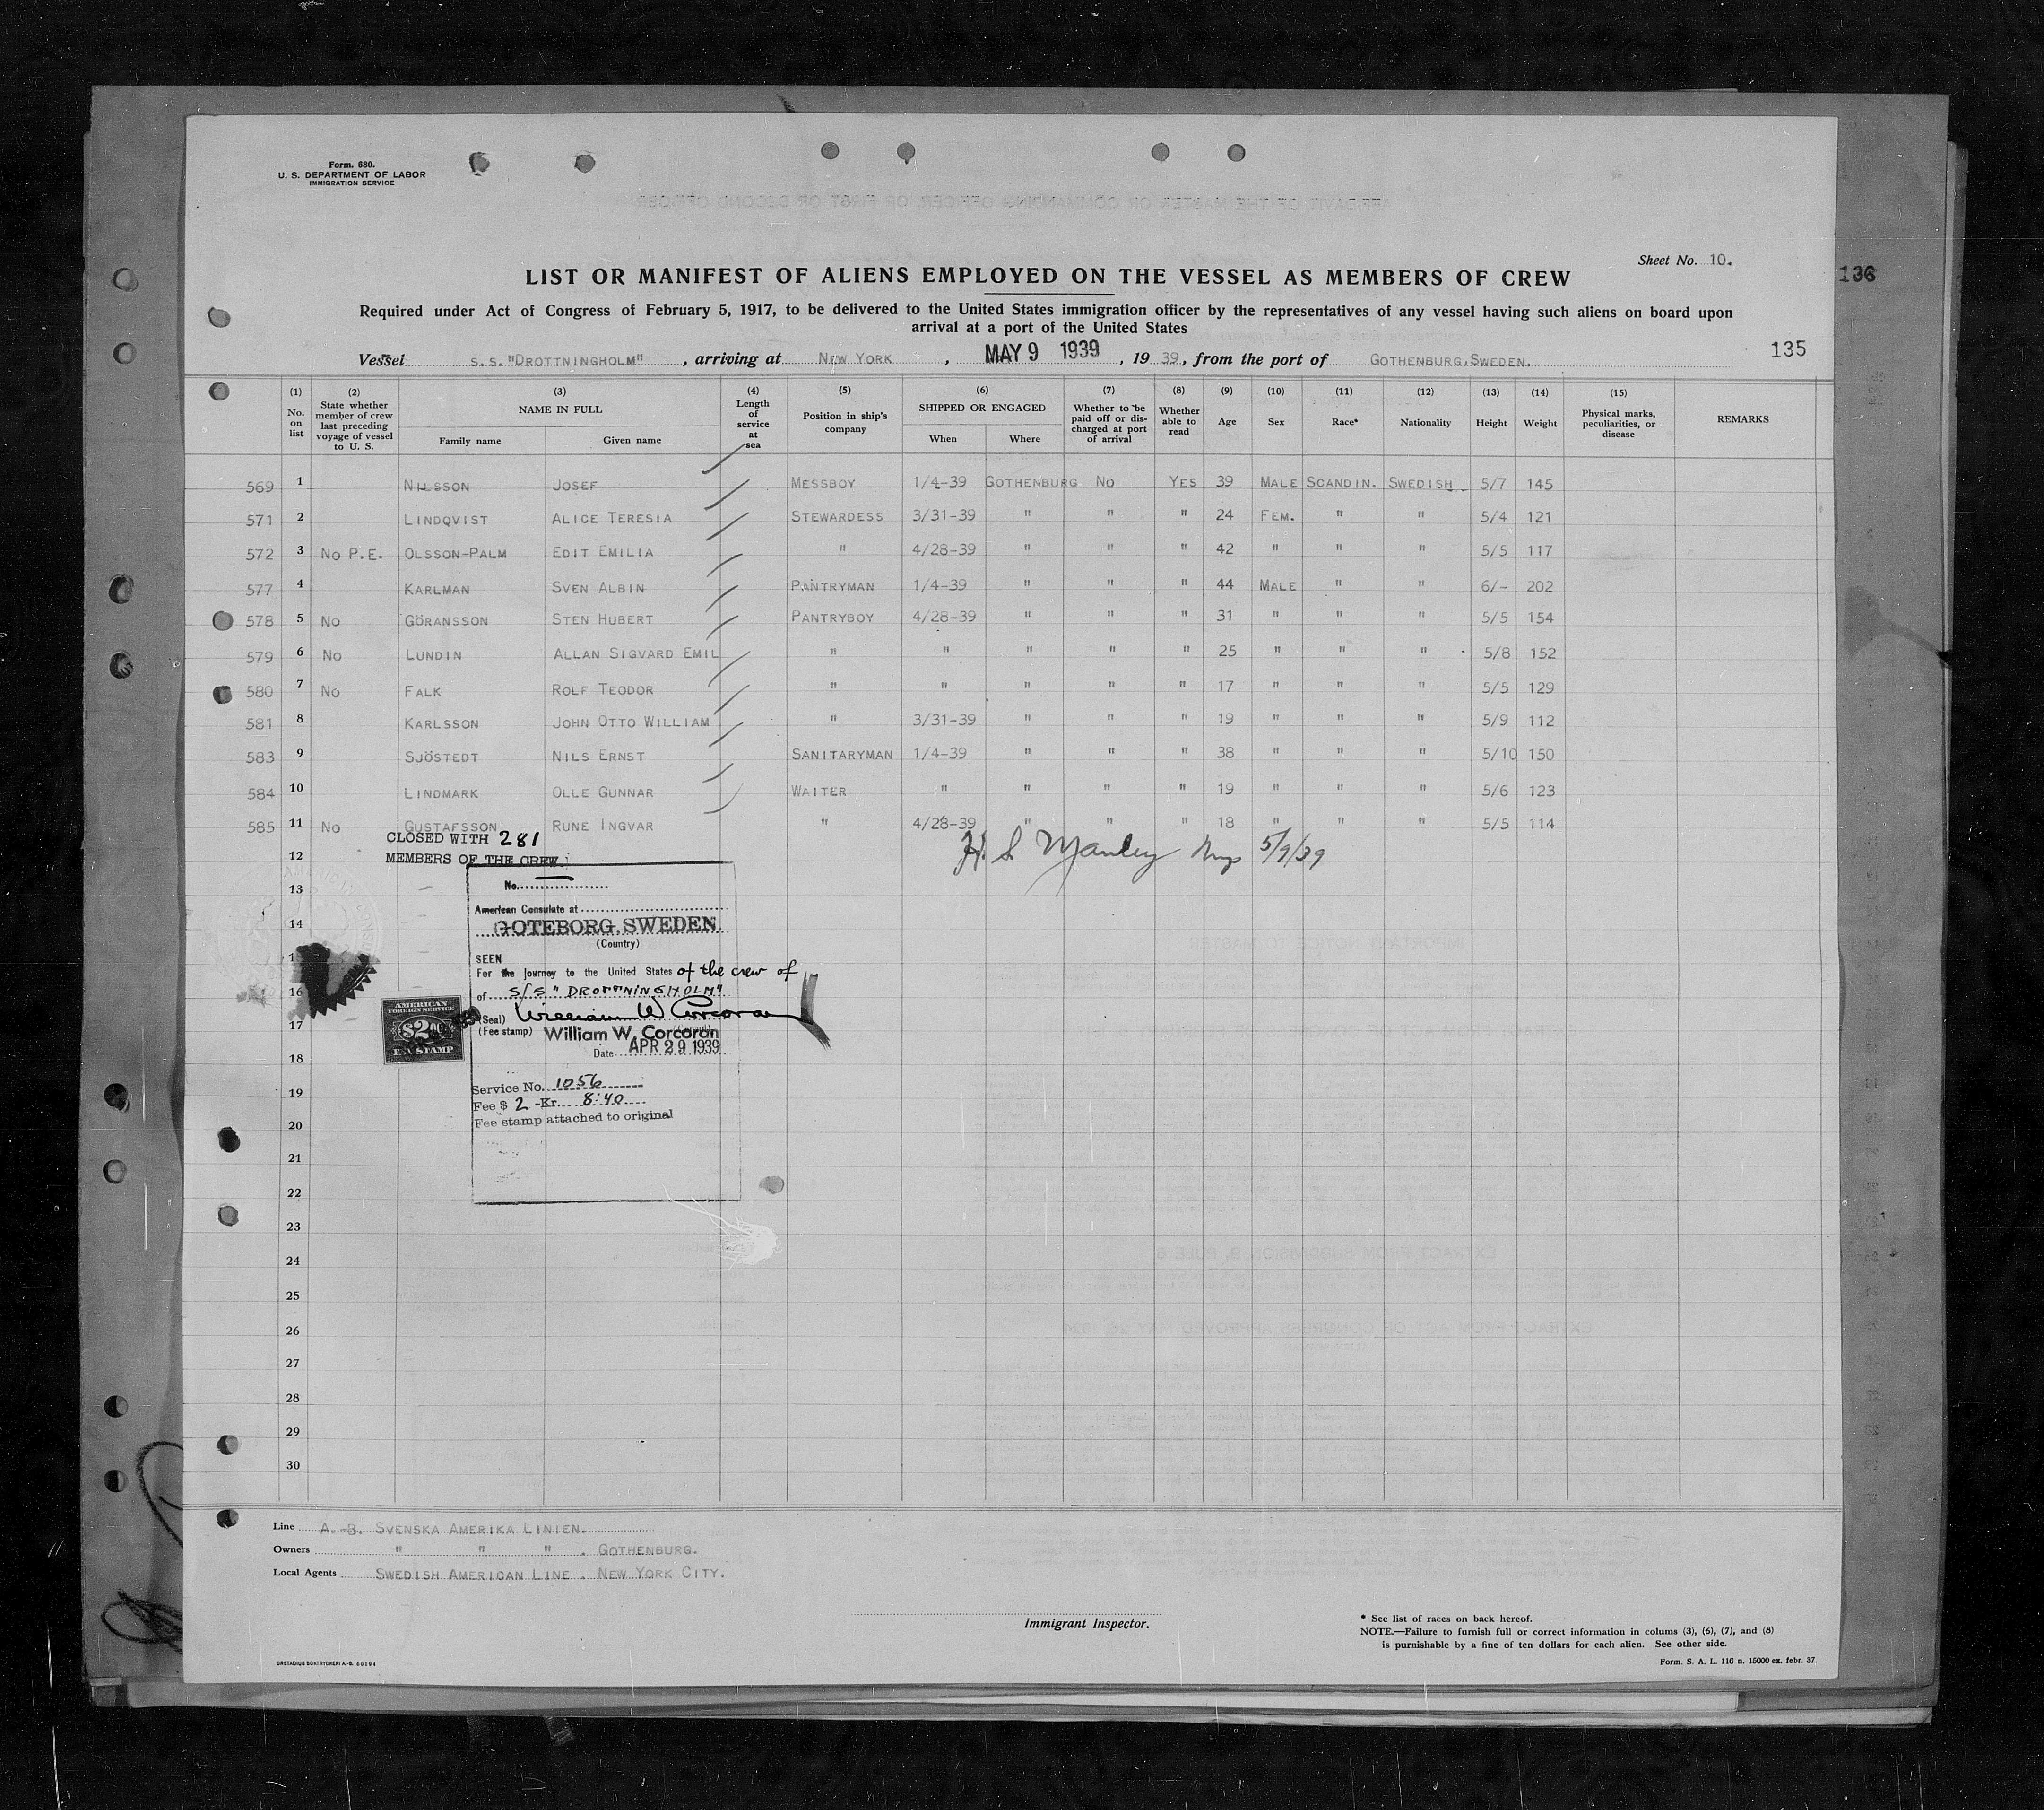 Form. 680.
U. S. DEPARTMENT OF LABOR
IMMIGRATION SERVICE
Sheet No. 10.
136
LIST OR MANIFEST OF ALIENS EMPLOYED ON THE VESSEL AS MEMBERS OF CREW
Required under Act of Congress of February 5, 1917, to be delivered to the United States immigration officer by the representatives of any vessel having such aliens on board upon
arrival at a port of the United States
Vessel S.S."DROTTNINGHOLM", arriving at NEW YORK, MAY 9 1939, 19 39, from the port of GOTHENBURG,SWEDEN.
135
(1) No. on list
(2) State whether member of crew last preceding voyage of vessel to U. S.
(3) NAME IN FULL Family name Given name
(4) Length of service at sea
(5) Position in ship's company
(6) SHIPPED OR ENGAGED When Where
(7) Whether to be paid off or discharged at port of arrival
(8) Whether able to read
(9) Age
(10) Sex
(11) Race*
(12) Nationality
(13) Height
(14) Weight
(15) Physical marks, peculiarities, or disease
REMARKS
569 1 NILSSON JOSEF MESSBOY 1/4-39 GOTHENBURG NO YES 39 MALE SCANDIN. SWEDISH 5/7 145
571 2 LINDQVIST ALICE TERESIA STEWARDESS 3/31-39 " " " 24 FEM. " " 5/4 121
572 3 NO P.E. OLSSON-PALM EDIT EMILIA " 4/28-39 " " " 42 " " " 5/5 117
577 4 KARLMAN SVEN ALBIN PANTRYMAN 1/4-39 " " " 44 MALE " " 6/- 202
578 5 NO GÖRANSSON STEN HUBERT PANTRYBOY 4/28-39 " " " 31 " " " 5/5 154
579 6 NO LUNDIN ALLAN SIGVARD EMIL " " " " " 25 " " " 5/8 152
580 7 NO FALK ROLF TEODOR " " " " " 17 " " " 5/5 129
581 8 KARLSSON JOHN OTTO WILLIAM " 3/31-39 " " " 19 " " " 5/9 112
583 9 SJÖSTEDT NILS ERNST SANITARYMAN 1/4-39 " " " 38 " " " 5/10 150
584 10 LINDMARK OLLE GUNNAR WAITER " " " " 19 " " " 5/6 123
585 11 NO GUSTAFSSON RUNE INGVAR " 4/28-39 " " " 18 " " " 5/5 114
CLOSED WITH 281
MEMBERS OF THE CREW
H. S. Manley 5/9/39
12
13
14
15
16
17
18
19
20
21
22
23
24
25
26
27
28
29
30
No.
American Consulate at
GOTEBORG, SWEDEN
(Country)
SEEN
For the journey to the United States of the crew of
of S/S "DROTTNINGHOLM"
(Seal) William W Corcoran
(Fee stamp) William W. Corcoran
Date APR 29 1939
Service No. 1056
Fee $ 2 -Kr. 8:40
Fee stamp attached to original
AMERICAN
FOREIGN SERVICE
$2.00
FEE STAMP
Line A.-B. SVENSKA AMERIKA LINIEN.
Owners " " " . GOTHENBURG.
Local Agents SWEDISH AMERICAN LINE . NEW YORK CITY.
Immigrant Inspector.
* See list of races on back hereof.
NOTE.—Failure to furnish full or correct information in colums (3), (6), (7), and (8)
is purnishable by a fine of ten dollars for each alien. See other side.
ORSTADIUS BOKTRYCKERI A.-B. 60194
Form. S. A. L. 116 n. 15000 ex. febr. 37.